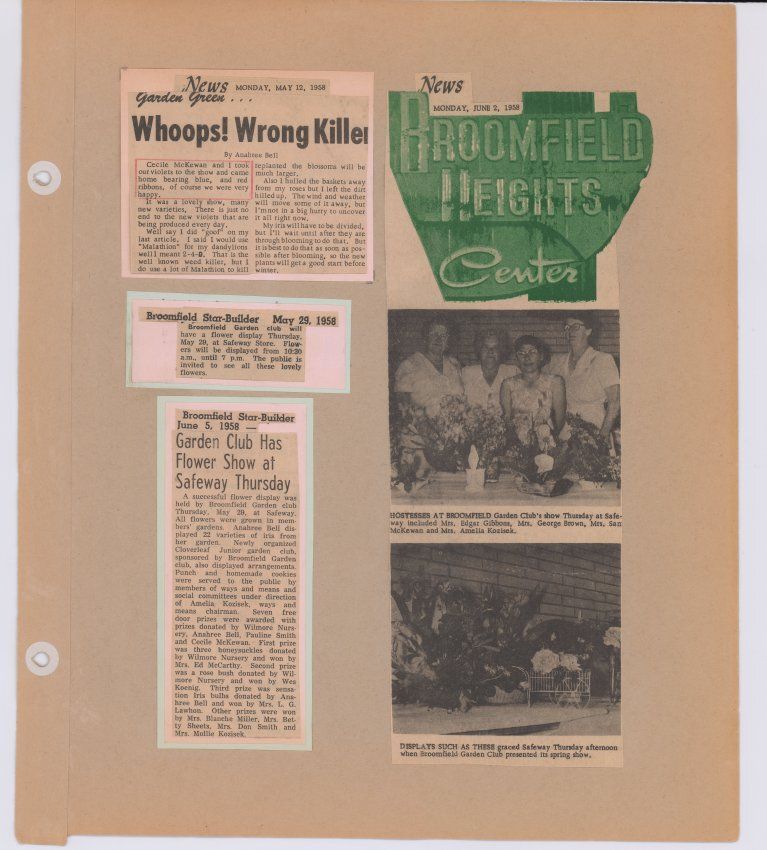 News MONDAY, MAY 12, 1958
Garden Green . . .
Whoops! Wrong Killer
By Anahree Bell
Cecile McKewan and I took
our violets to the show and came
home bearing blue, and red
ribbons, of course we were very
happy.
It was a lovely show, many
new varieties, There is just no
end to the new violets that are
being produced every day.
Well say I did "goof" on my
last article. I said I would use
"Malathion" for my dandylions
well I meant 2-4-D. That is the
well known weed killer, but I
do use a lot of Malathion to kill
replanted the blossoms will be
much larger.
Also I hulled the baskets away
from my roses but I left the dirt
hilled up. The wind and weather
will move some of it away, but
I'm not in a big hurry to uncover
it all right now.
My iris will have to be divided,
but I'll wait until after they are
through blooming to do that. But
it is best to do that as soon as pos-
sible after blooming, so the new
plants will get a good start before
winter.
Broomfield Star-Builder May 29, 1958
Broomfield Garden club will
have a flower display Thursday,
May 29, at Safeway Store. Flow-
ers will be displayed from 10:20
a.m., until 7 p.m. The public is
invited to see all these lovely
flowers.
Broomfield Star-Builder
June 5, 1958 —
Garden Club Has
Flower Show at
Safeway Thursday
A successful flower display was
held by Broomfield Garden club
Thursday, May 29, at Safeway.
All flowers were grown in mem-
bers' gardens. Anahree Bell dis-
played 22 varieties of iris from
her garden. Newly organized
Cloverleaf Junior garden club,
sponsored by Broomfield Garden
club, also displayed arrangements.
Punch and homemade cookies
were served to the public by
members of ways and means and
social committees under direction
of Amelia Kozisek, ways and
means chairman. Seven free
door prizes were awarded with
prizes donated by Wilmore Nurs-
ery, Anahree Bell, Pauline Smith
and Cecile McKewan. First prize
was three honeysuckles donated
by Wilmore Nursery and won by
Mrs. Ed McCarthy. Second prize
was a rose bush donated by Wil-
more Nursery and won by Wes
Koenig. Third prize was sensa-
tion Iris bulbs donated by Ana-
hree Bell and won by Mrs. L. G.
Lawhon. Other prizes were won
by Mrs. Blanche Miller, Mrs. Bet-
ty Sheets, Mrs. Don Smith and
Mrs. Mollie Kozisek.
News
MONDAY, JUNE 2, 1958
BROOMFIELD
HEIGHTS
Center
HOSTESSES AT BROOMFIELD Garden Club's show Thursday at Safe-
way included Mrs. Edgar Gibbons, Mrs. George Brown, Mrs. Sam
McKewan and Mrs. Amelia Kozisek.
DISPLAYS SUCH AS THESE graced Safeway Thursday afternoon
when Broomfield Garden Club presented its spring show.